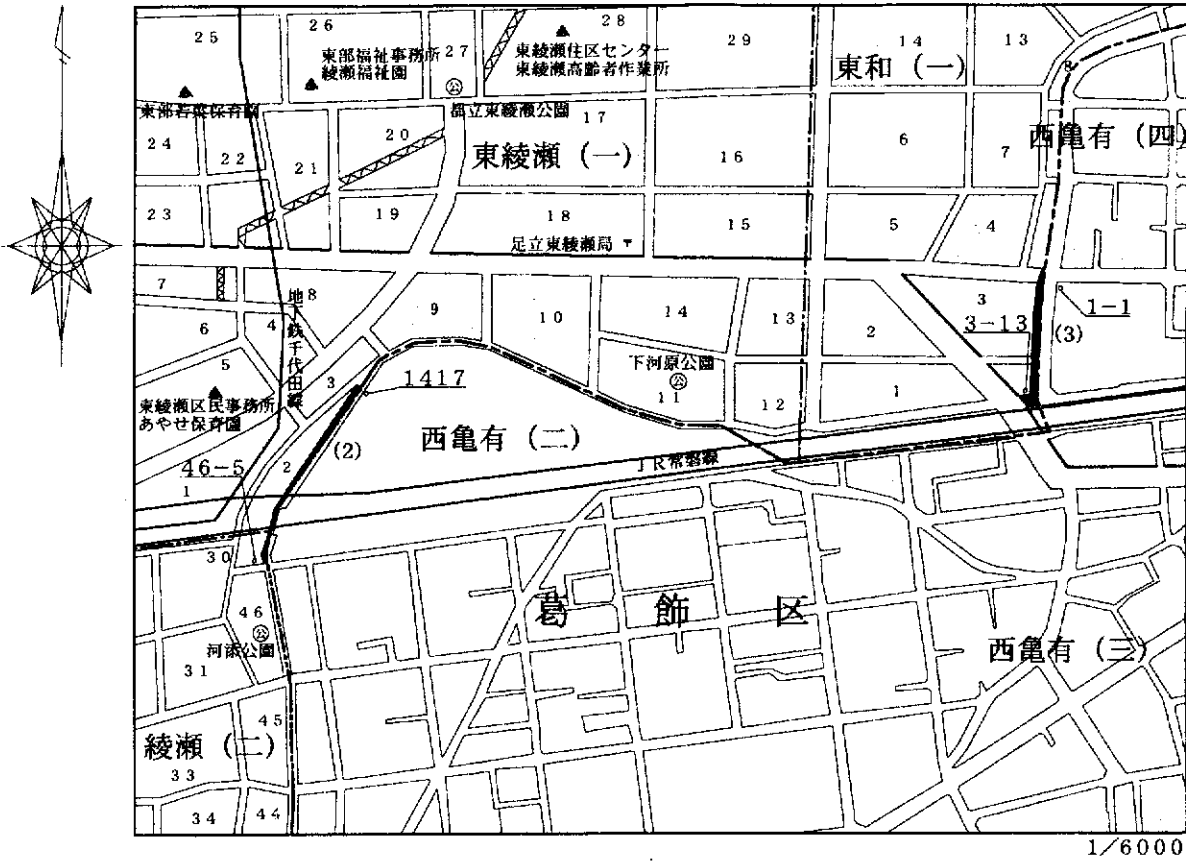 25
26
27
28
29
14
13
8
東部福祉事務所
綾瀬福祉園
東綾瀬住区センター
東綾瀬高齢者作業所
東和（一）
東部若葉保育園
公
都立東綾瀬公園
西亀有（四）
24
22
21
20
17
16
6
7
東綾瀬（一）
23
19
18
15
5
4
足立東綾瀬局 〒
7
6
5
4
8
地下鉄千代田線
9
10
14
13
2
3
3-13
1-1
(3)
3
1417
下河原公園
公
11
12
1
東綾瀬区民事務所
あやせ保育園
西亀有（二）
(2)
2
46-5
1
JR常磐線
30
46
公
河添公園
31
葛飾区
西亀有（三）
45
綾瀬（二）
33
34
44
1/6000